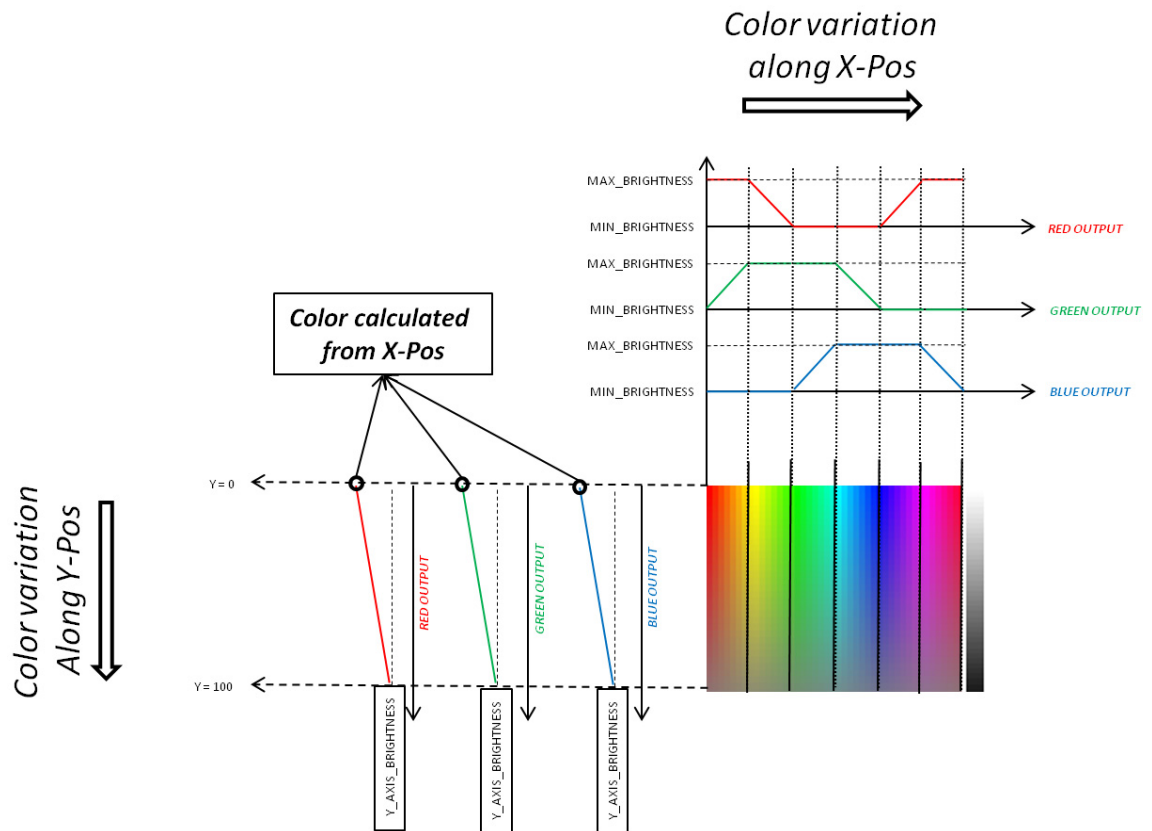 Color variation
along X-Pos
MAX_BRIGHTNESS
MIN_BRIGHTNESS
RED OUTPUT
MAX_BRIGHTNESS
MIN_BRIGHTNESS
GREEN OUTPUT
MAX_BRIGHTNESS
MIN_BRIGHTNESS
BLUE OUTPUT
Color calculated
from X-Pos
Y = 0
Color variation
Along Y-Pos
RED OUTPUT
GREEN OUTPUT
BLUE OUTPUT
Y = 100
Y_AXIS_BRIGHTNESS
Y_AXIS_BRIGHTNESS
Y_AXIS_BRIGHTNESS